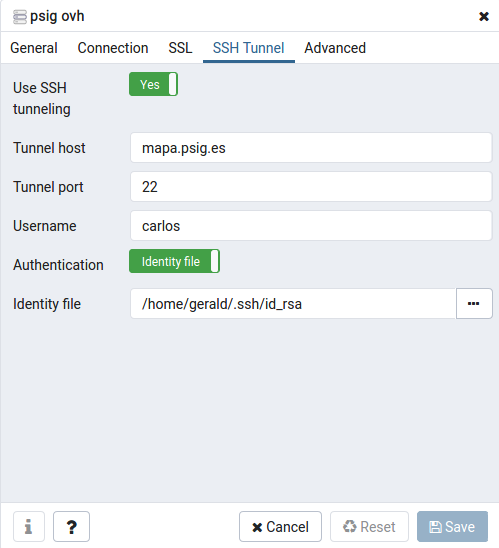 psig ovh
General Connection SSL SSH Tunnel Advanced
Use SSH
tunneling
Yes
Tunnel host
mapa.psig.es
Tunnel port
22
Username
carlos
Authentication
Identity file
Identity file
/home/gerald/.ssh/id_rsa
Cancel
Reset
Save